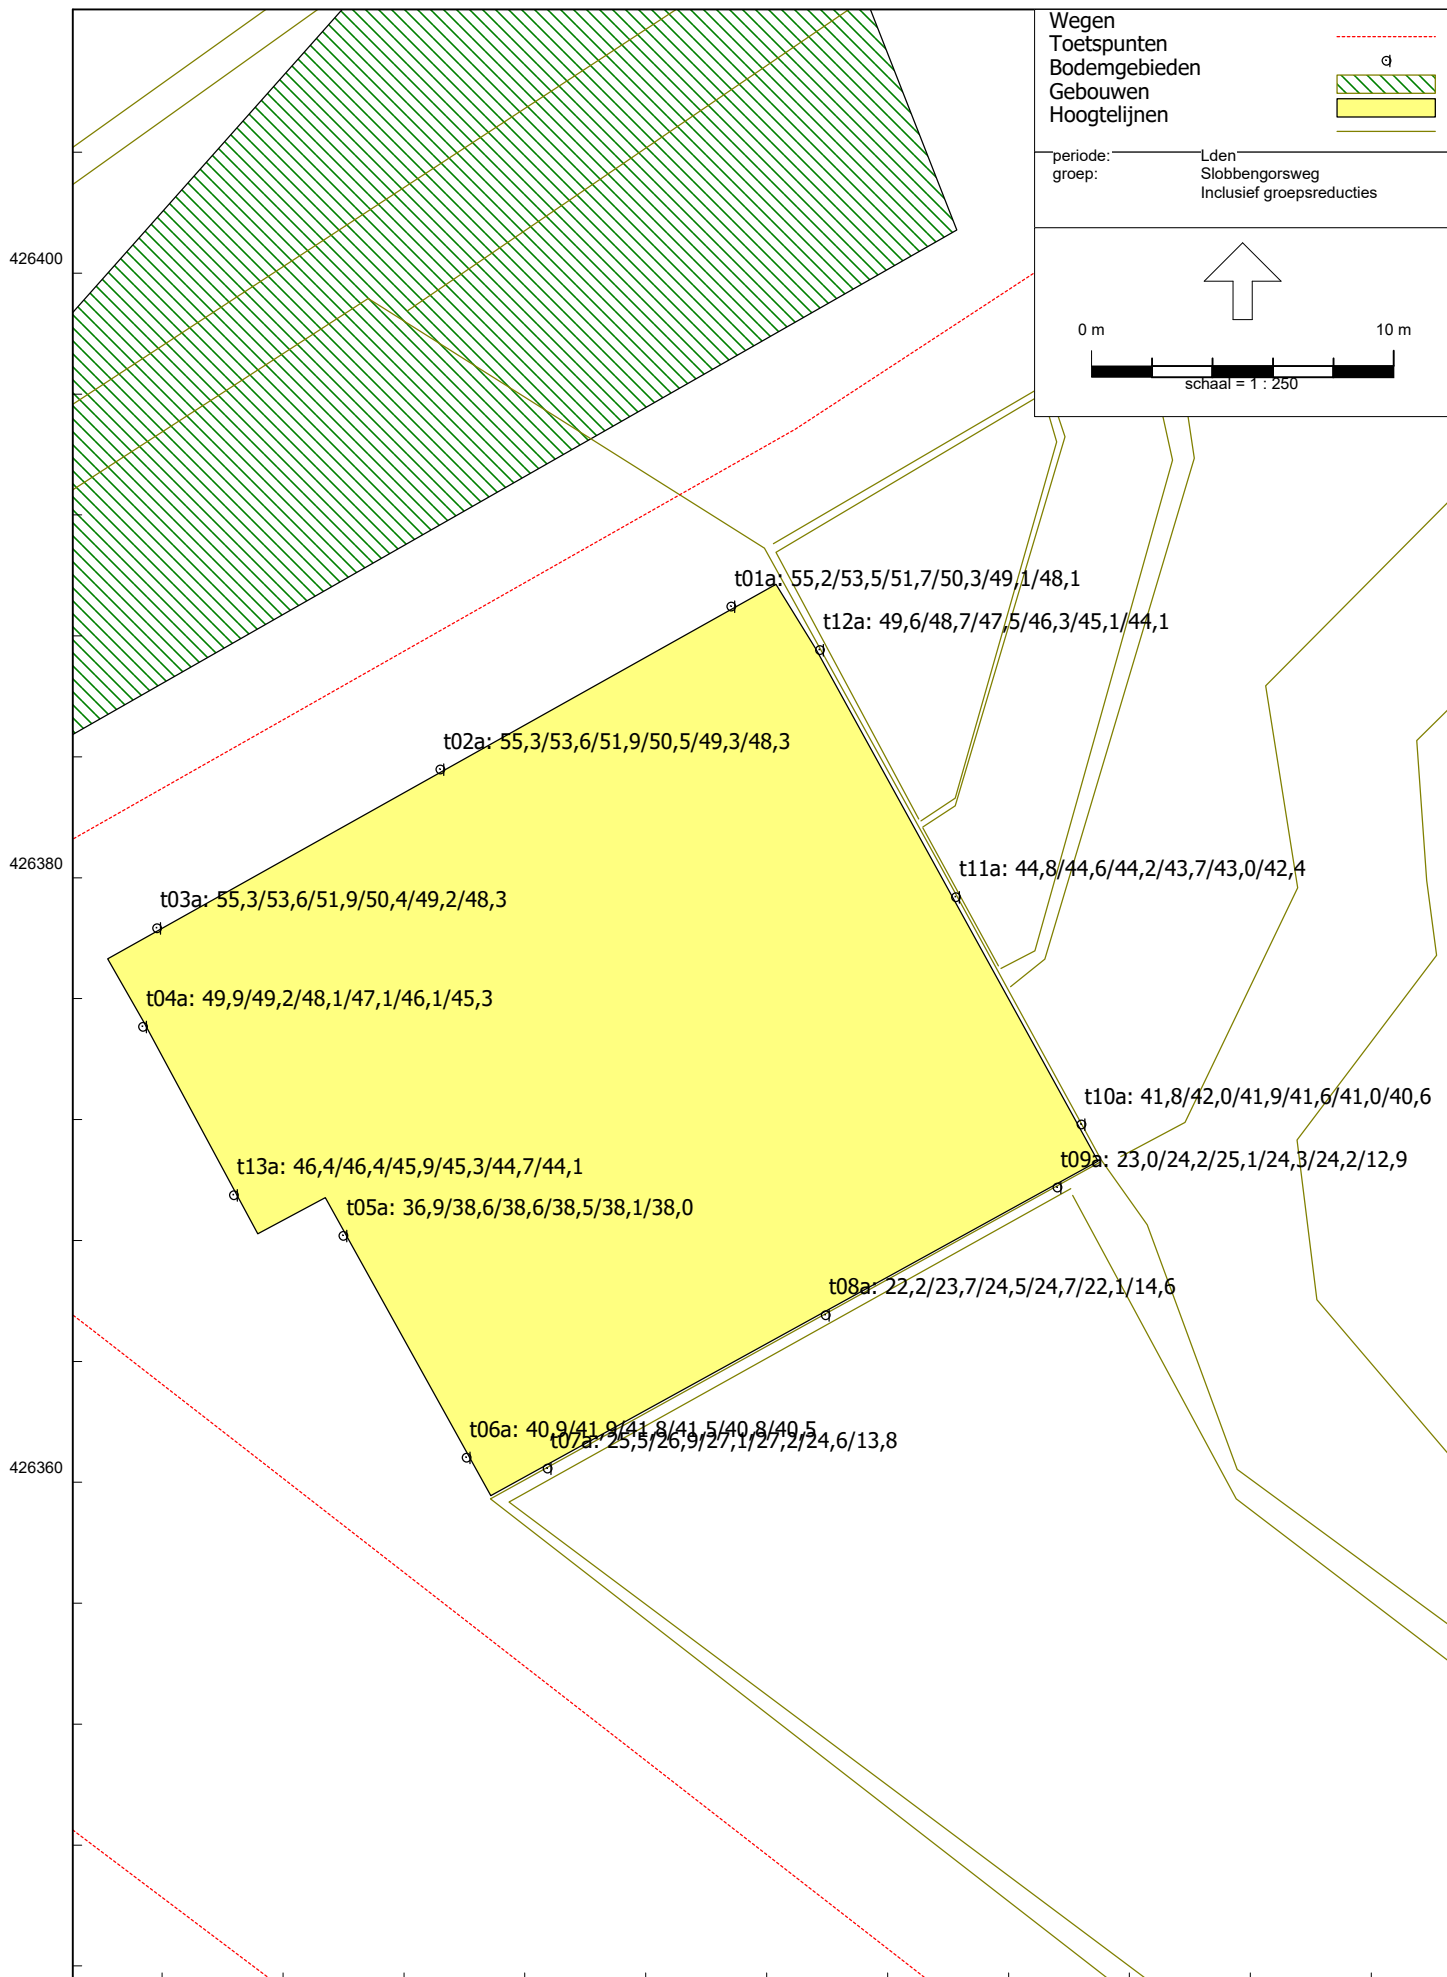 Wegen
Toetspunten
Bodemgebieden
Gebouwen
Hoogtelijnen
periode: Lden
groep: Slobbengorsweg
Inclusief groepsreducties
426400
0 m 10 m
schaal = 1 : 250
t01a: 55,2/53,5/51,7/50,3/49,1/48,1
t12a: 49,6/48,7/47,5/46,3/45,1/44,1
t02a: 55,3/53,6/51,9/50,5/49,3/48,3
426380
t11a: 44,8/44,6/44,2/43,7/43,0/42,4
t03a: 55,3/53,6/51,9/50,4/49,2/48,3
t04a: 49,9/49,2/48,1/47,1/46,1/45,3
t10a: 41,8/42,0/41,9/41,6/41,0/40,6
t09a: 23,0/24,2/25,1/24,3/24,2/12,9
t13a: 46,4/46,4/45,9/45,3/44,7/44,1
t05a: 36,9/38,6/38,6/38,5/38,1/38,0
t08a: 22,2/23,7/24,5/24,7/22,1/14,6
t06a: 40,9/41,9/41,8/41,5/40,8/40,5
t07a: 25,5/26,9/27,1/27,2/24,6/13,8
426360